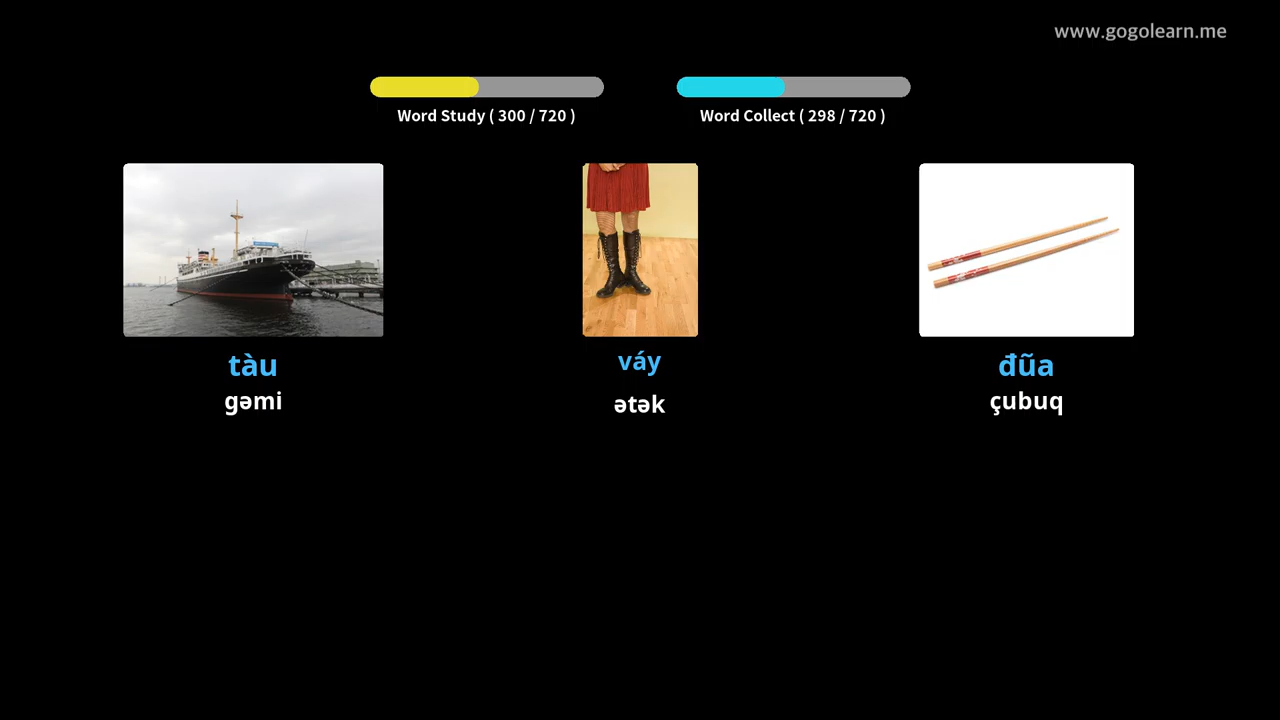 www.gogolearn.me
Word Study ( 300 / 720 )
Word Collect ( 298 / 720 )
tàu
gəmi
váy
ətək
đũa
çubuq